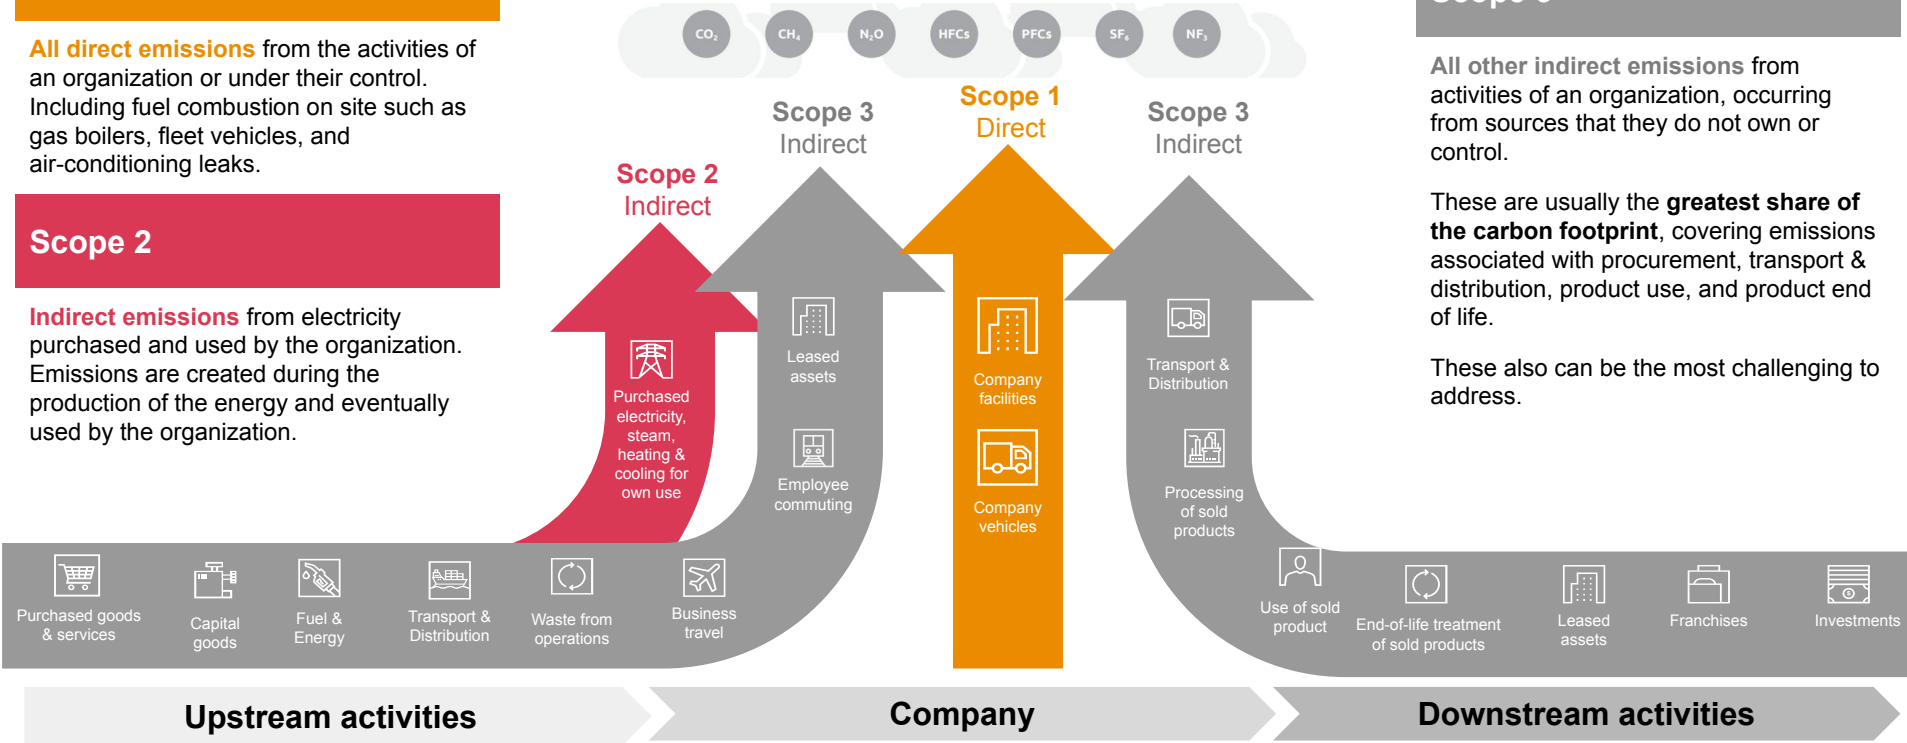 All direct emissions from the activities of
an organization or under their control.
Including fuel combustion on site such as
gas boilers, fleet vehicles, and
air-conditioning leaks.
Scope 2
Indirect emissions from electricity
purchased and used by the organization.
Emissions are created during the
production of the energy and eventually
used by the organization.
CO₂
CH₄
N₂O
HFCs
PFCs
SF₆
NF₃
Scope 2
Indirect
Scope 3
Indirect
Scope 1
Direct
Scope 3
Indirect
Purchased
electricity,
steam,
heating &
cooling for
own use
Leased
assets
Employee
commuting
Company
facilities
Company
vehicles
Transport &
Distribution
Processing
of sold
products
All other indirect emissions from
activities of an organization, occurring
from sources that they do not own or
control.
These are usually the greatest share of
the carbon footprint, covering emissions
associated with procurement, transport &
distribution, product use, and product end
of life.
These also can be the most challenging to
address.
Purchased goods
& services
Capital
goods
Fuel &
Energy
Transport &
Distribution
Waste from
operations
Business
travel
Use of sold
product
End-of-life treatment
of sold products
Leased
assets
Franchises
Investments
Upstream activities
Company
Downstream activities